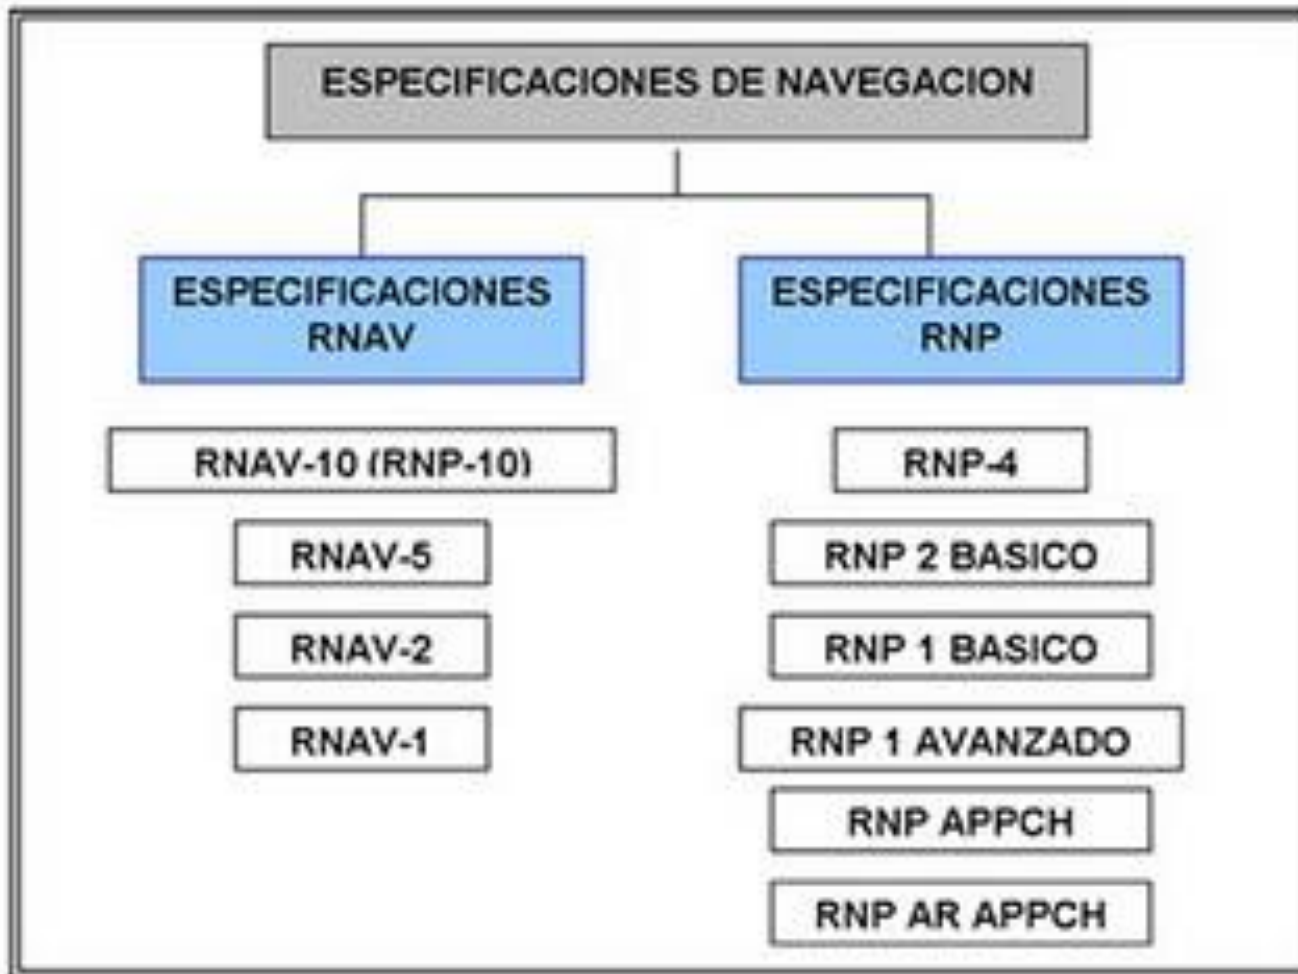 ESPECIFICACIONES DE NAVEGACION
ESPECIFICACIONES
RNAV
RNAV-10 (RNP-10)
RNAV-5
RNAV-2
RNAV-1
ESPECIFICACIONES
RNP
RNP-4
RNP 2 BASICO
RNP 1 BASICO
RNP 1 AVANZADO
RNP APPCH
RNP AR APPCH